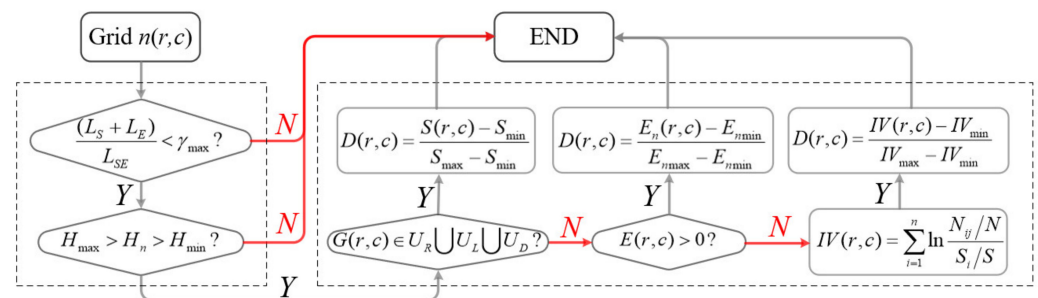 Grid n(r,c)
END
(L_S + L_E) / L_SE < γ_max ?
N
Y
H_max > H_n > H_min ?
N
Y
D(r,c) = (S(r,c) − S_min) / (S_max − S_min)
Y
G(r,c) ∈ U_R ⋃ U_L ⋃ U_D ?
N
D(r,c) = (E_n(r,c) − E_nmin) / (E_nmax − E_nmin)
Y
E(r,c) > 0 ?
N
D(r,c) = (IV(r,c) − IV_min) / (IV_max − IV_min)
Y
IV(r,c) = ∑_{i=1}^{n} ln (N_ij/N) / (S_i/S)